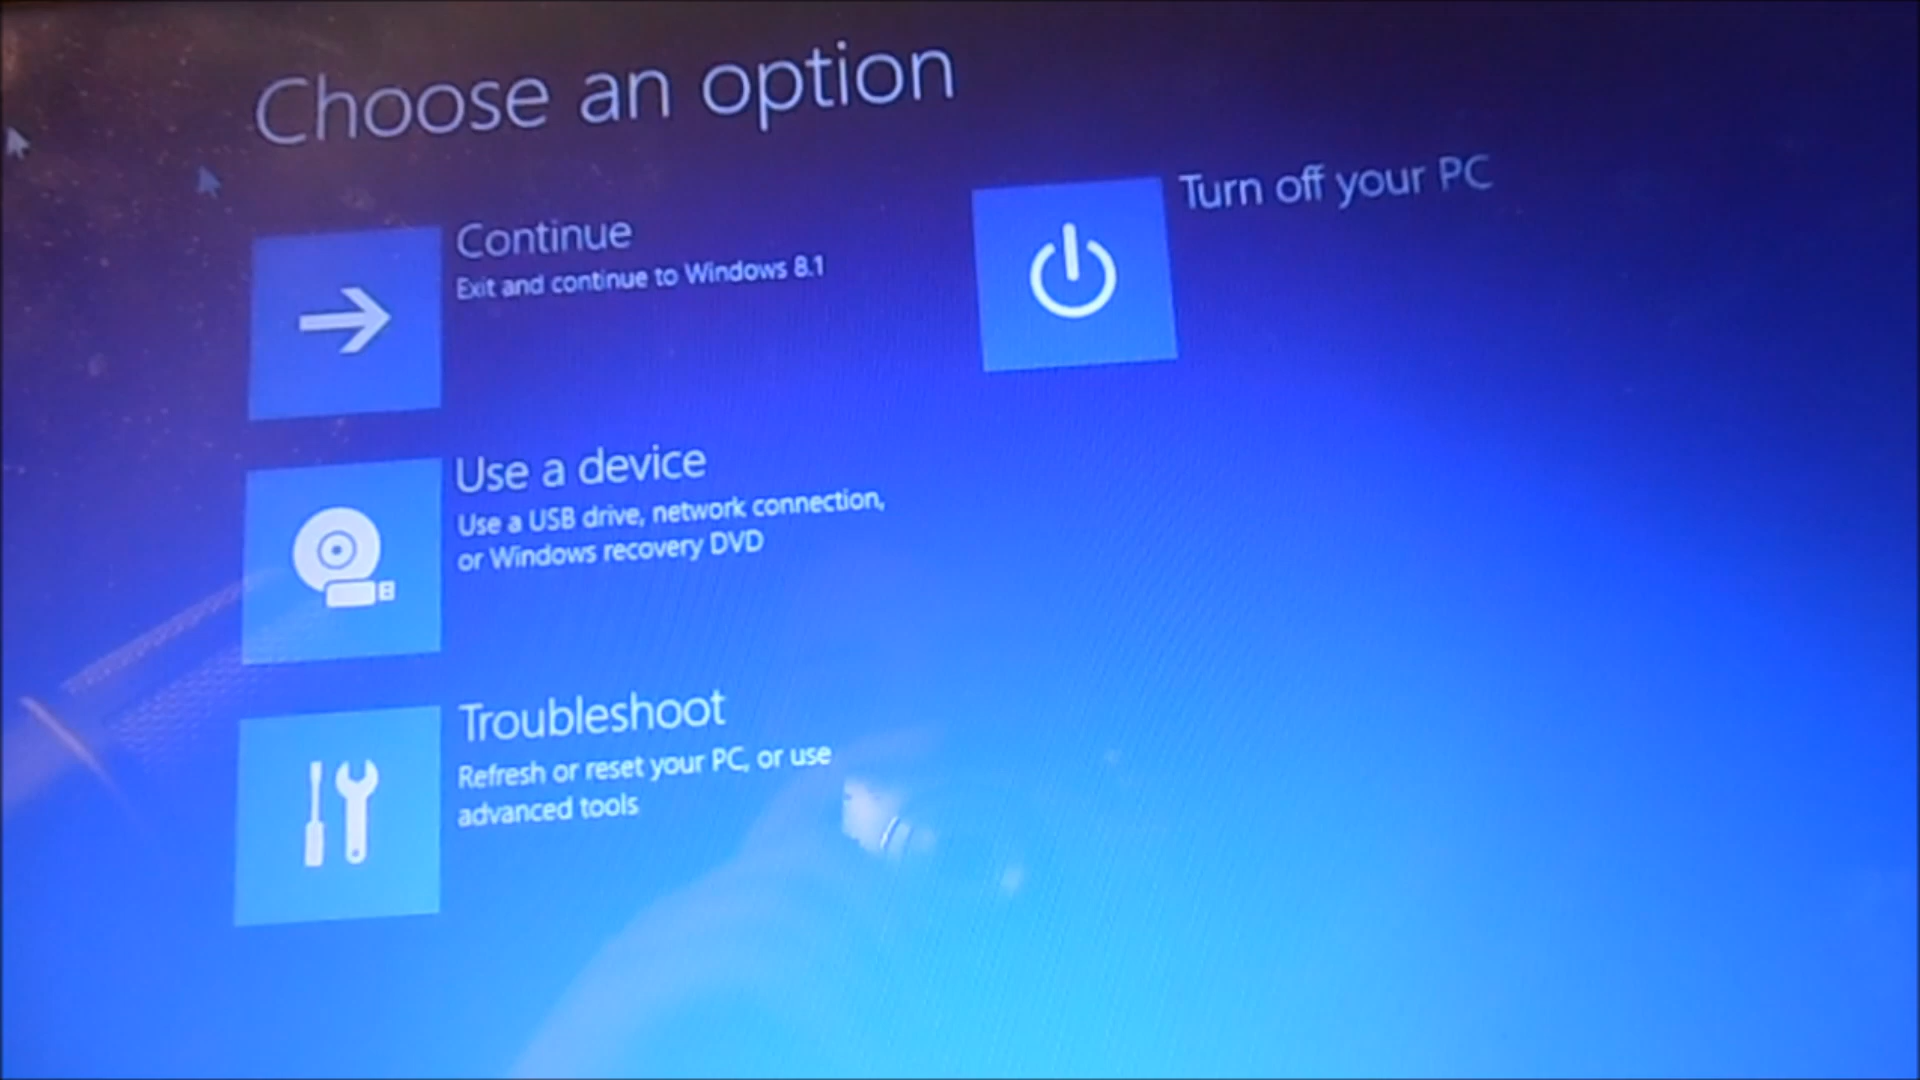 Choose an option
Continue
Exit and continue to Windows 8.1
Use a device
Use a USB drive, network connection,
or Windows recovery DVD
Troubleshoot
Refresh or reset your PC, or use
advanced tools
Turn off your PC